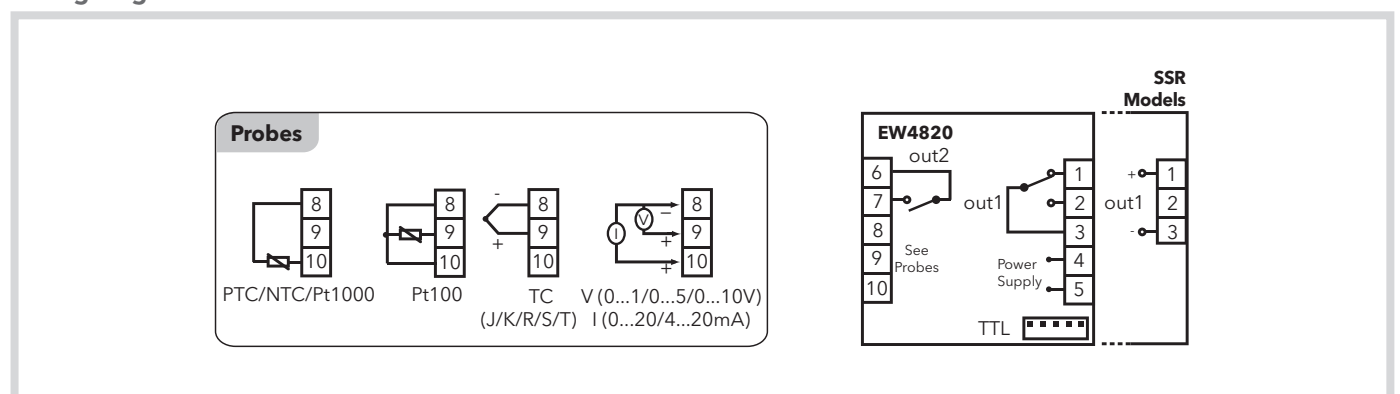 Probes
8
9
10
PTC/NTC/Pt1000
8
9
10
Pt100
-
+
8
9
10
TC
(J/K/R/S/T)
I
V
–
+
+
8
9
10
V (0...1/0...5/0...10V)
I (0...20/4...20mA)
EW4820
out2
6
7
8
9
10
See
Probes
out1
1
2
3
4
5
Power
Supply
TTL
SSR
Models
+
out1
-
1
2
3